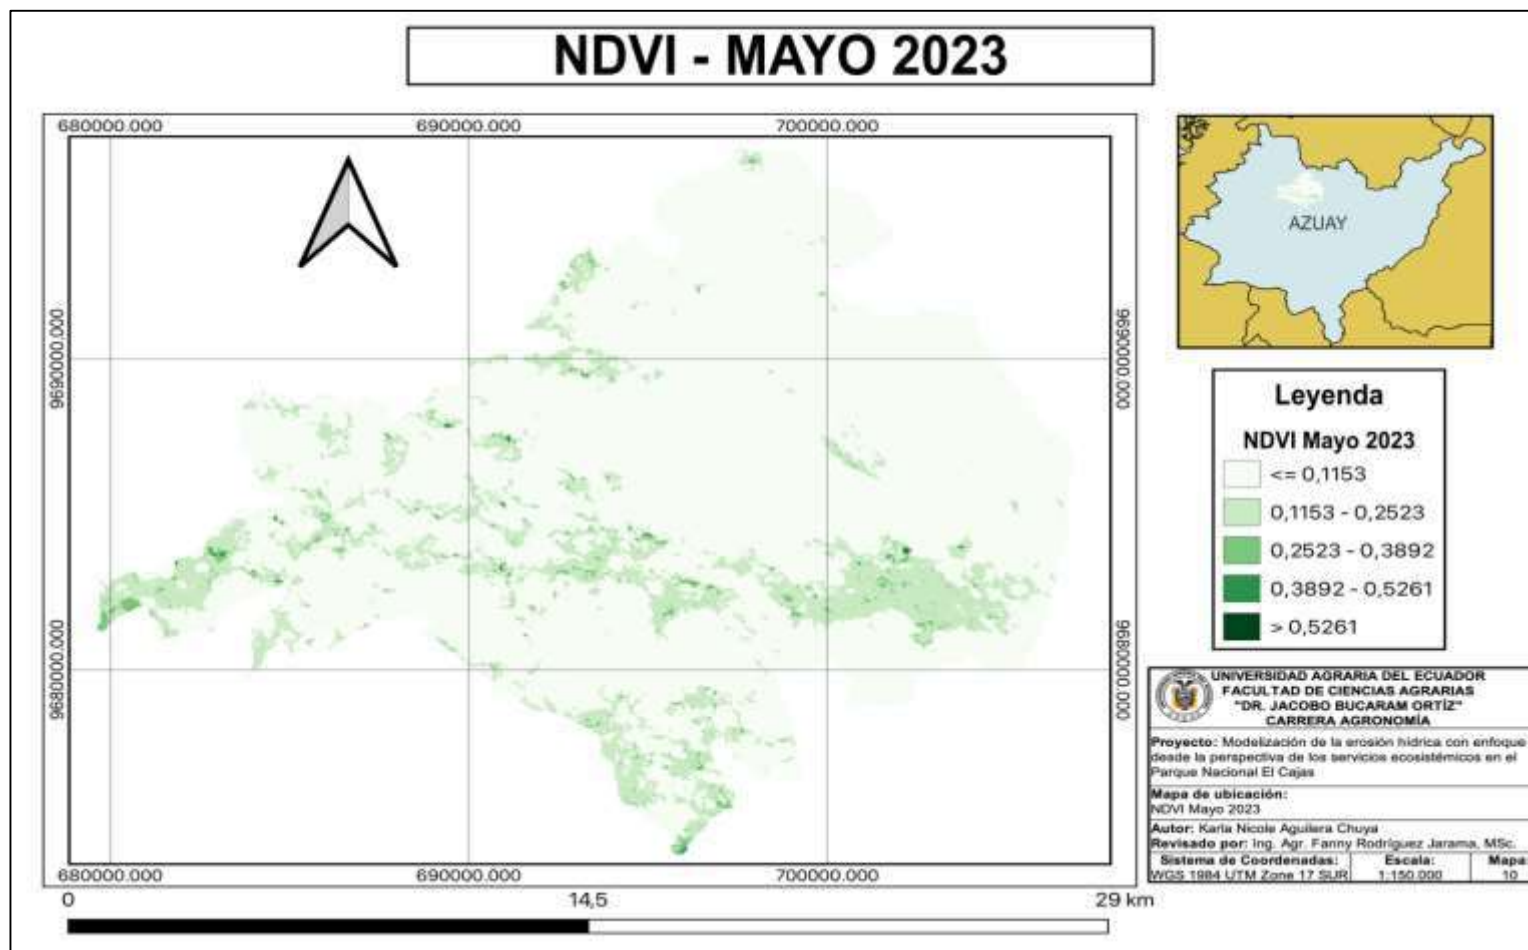 NDVI - MAYO 2023
680000.000
690000.000
700000.000
9690000.000
9690000.000
9680000.000
9680000.000
680000.000
690000.000
700000.000
0
14,5
29 km
AZUAY
Leyenda
NDVI Mayo 2023
<= 0,1153
0,1153 - 0,2523
0,2523 - 0,3892
0,3892 - 0,5261
> 0,5261
UNIVERSIDAD AGRARIA DEL ECUADOR
FACULTAD DE CIENCIAS AGRARIAS
"DR. JACOBO BUCARAM ORTÍZ"
CARRERA AGRONOMÍA
Proyecto: Modelización de la erosión hídrica con enfoque
desde la perspectiva de los servicios ecosistémicos en el
Parque Nacional El Cajas
Mapa de ubicación:
NDVI Mayo 2023
Autor: Karla Nicole Aguilera Chuya
Revisado por: Ing. Agr. Fanny Rodríguez Jarama, MSc.
Sistema de Coordenadas:
WGS 1984 UTM Zone 17 SUR
Escala:
1:150.000
Mapa:
10